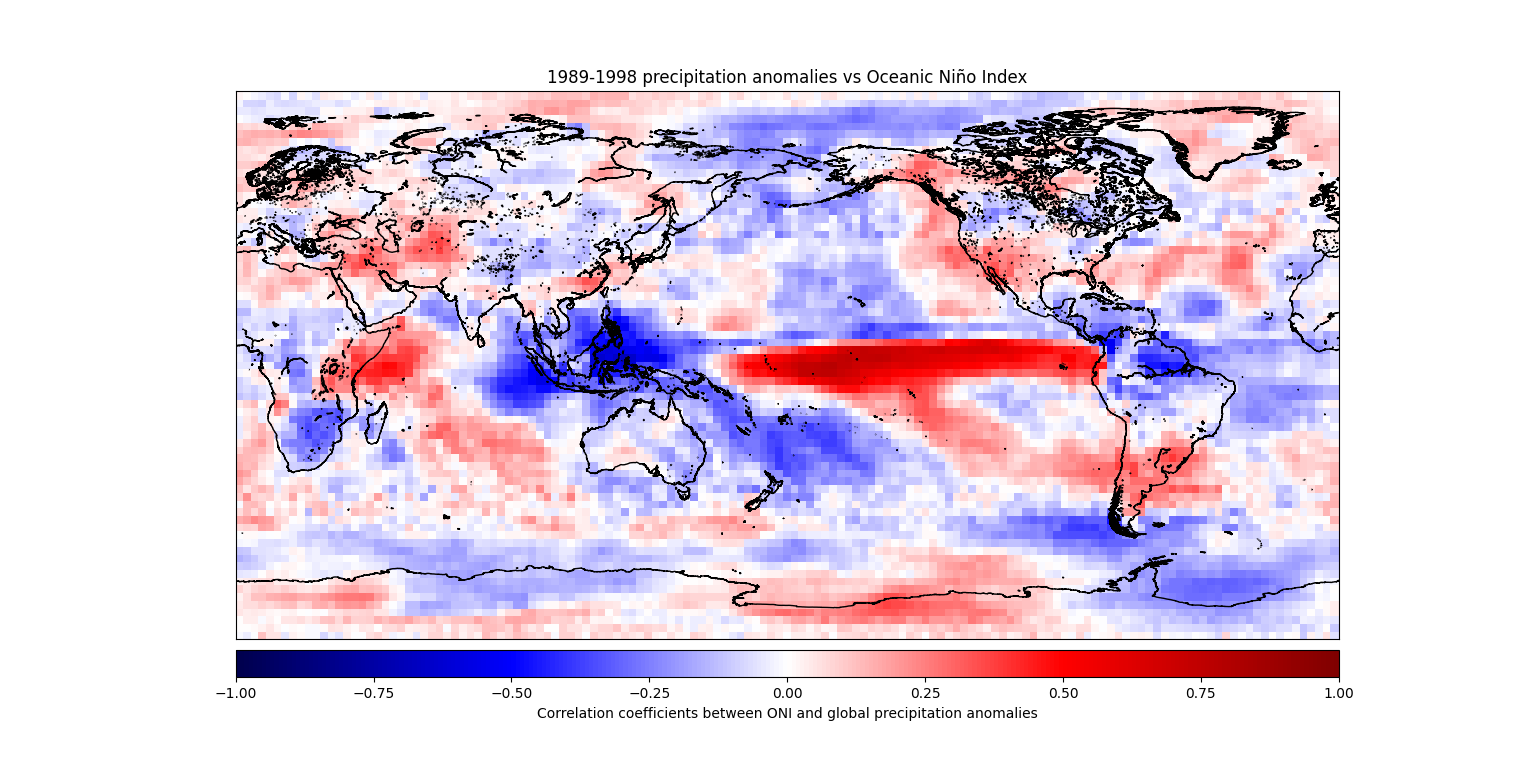 1989-1998 precipitation anomalies vs Oceanic Niño Index
−1.00 −0.75 −0.50 −0.25 0.00 0.25 0.50 0.75 1.00
Correlation coefficients between ONI and global precipitation anomalies